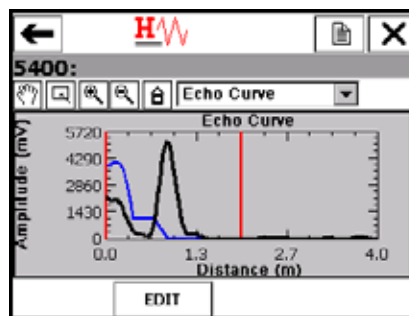 H
5400:
Echo Curve
Echo Curve
Amplidude (mV)
5720
4290
2860
1430
0
0.0 1.3 2.7 4.0
Distance (m)
EDIT